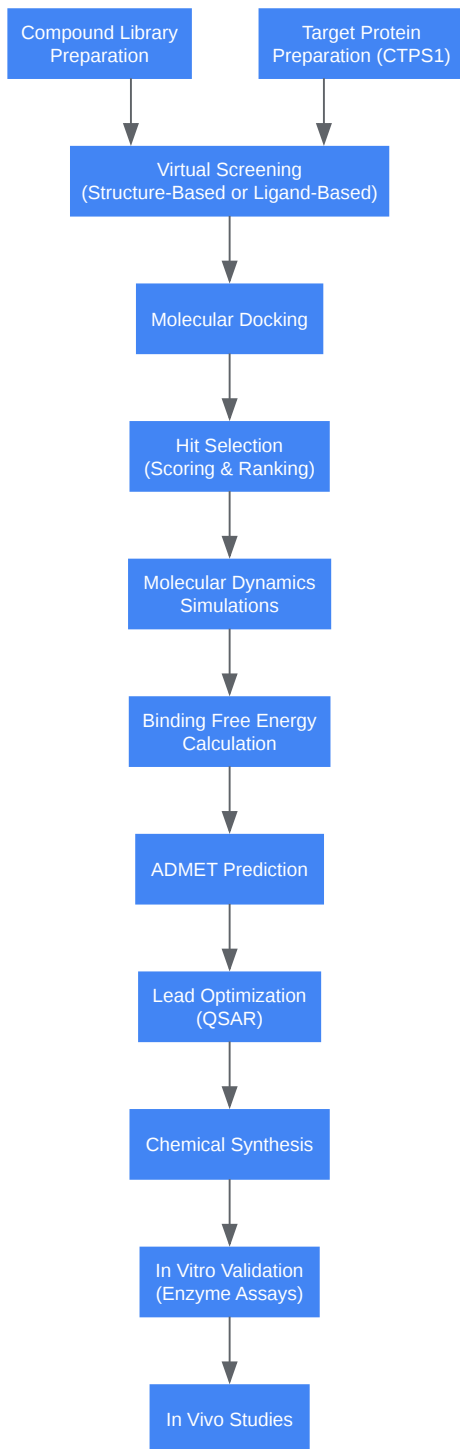 Compound Library
Preparation
Target Protein
Preparation (CTPS1)
Virtual Screening
(Structure-Based or Ligand-Based)
Molecular Docking
Hit Selection
(Scoring & Ranking)
Molecular Dynamics
Simulations
Binding Free Energy
Calculation
ADMET Prediction
Lead Optimization
(QSAR)
Chemical Synthesis
In Vitro Validation
(Enzyme Assays)
In Vivo Studies